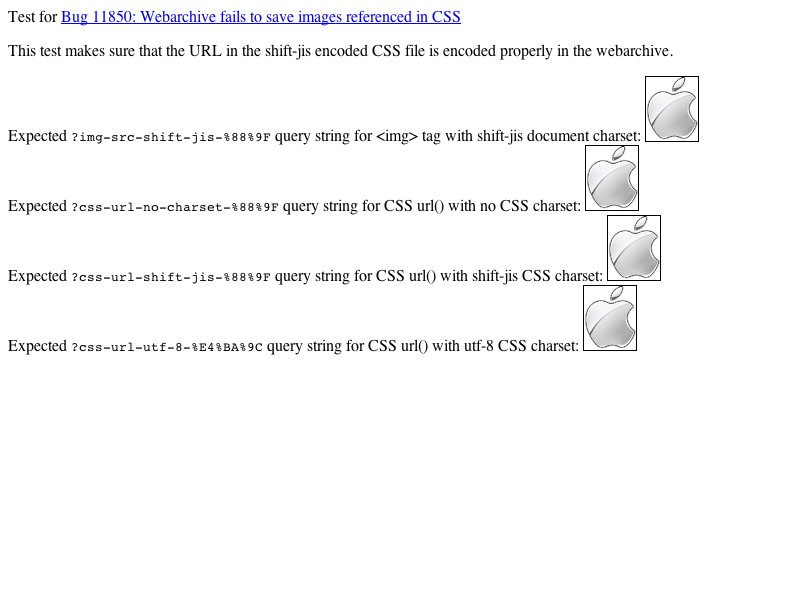 Test for Bug 11850: Webarchive fails to save images referenced in CSS
This test makes sure that the URL in the shift-jis encoded CSS file is encoded properly in the webarchive.
Expected ?img-src-shift-jis-%88%9F query string for <img> tag with shift-jis document charset:
Expected ?css-url-no-charset-%88%9F query string for CSS url() with no CSS charset:
Expected ?css-url-shift-jis-%88%9F query string for CSS url() with shift-jis CSS charset:
Expected ?css-url-utf-8-%E4%BA%9C query string for CSS url() with utf-8 CSS charset: